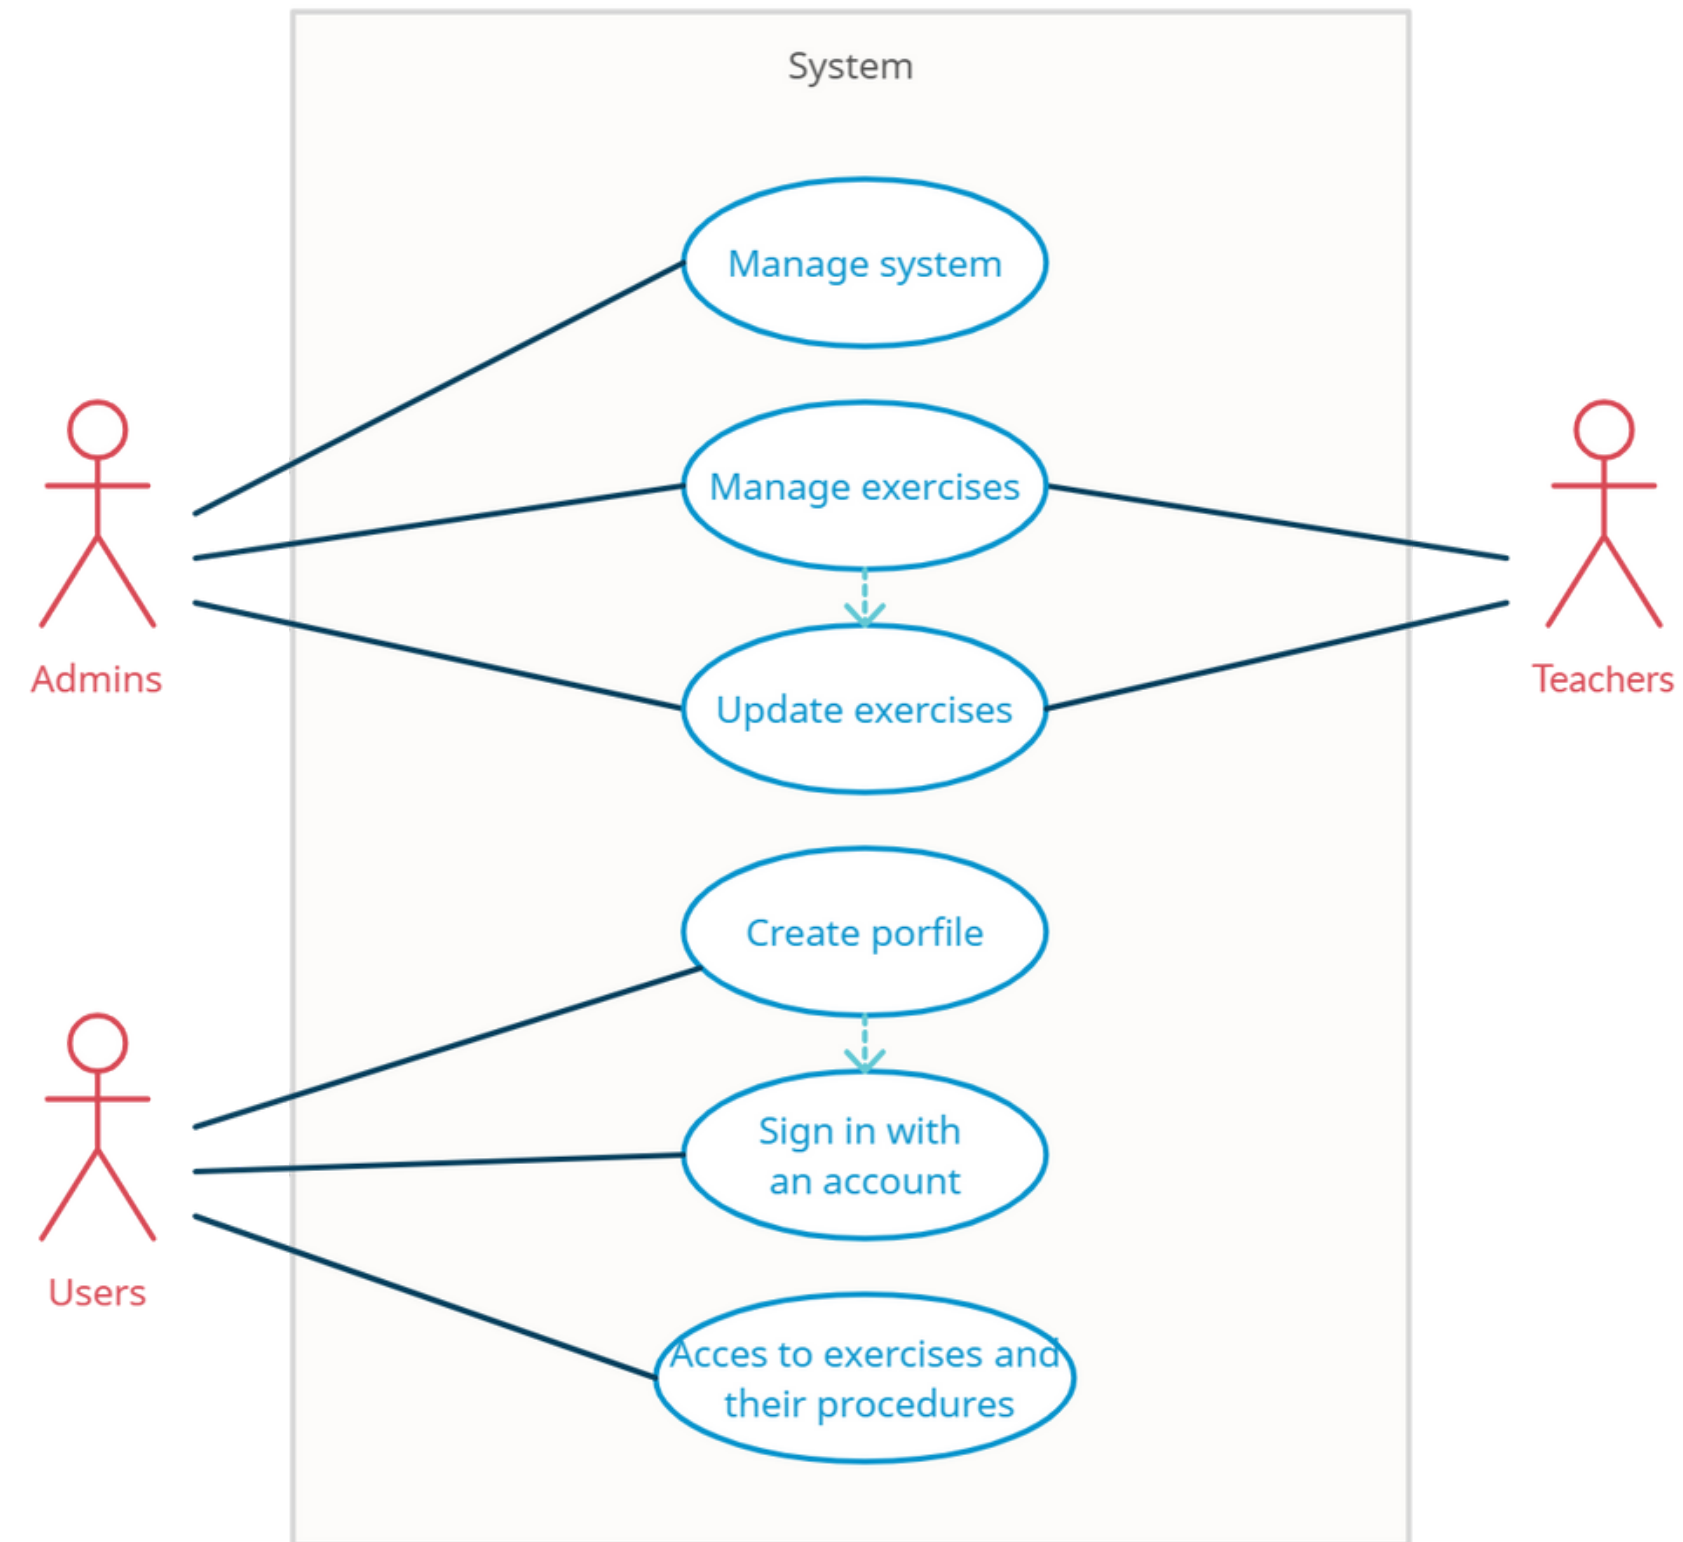 System
Manage system
Manage exercises
Admins
Teachers
Update exercises
Create porfile
Sign in with
an account
Users
Acces to exercises and
their procedures